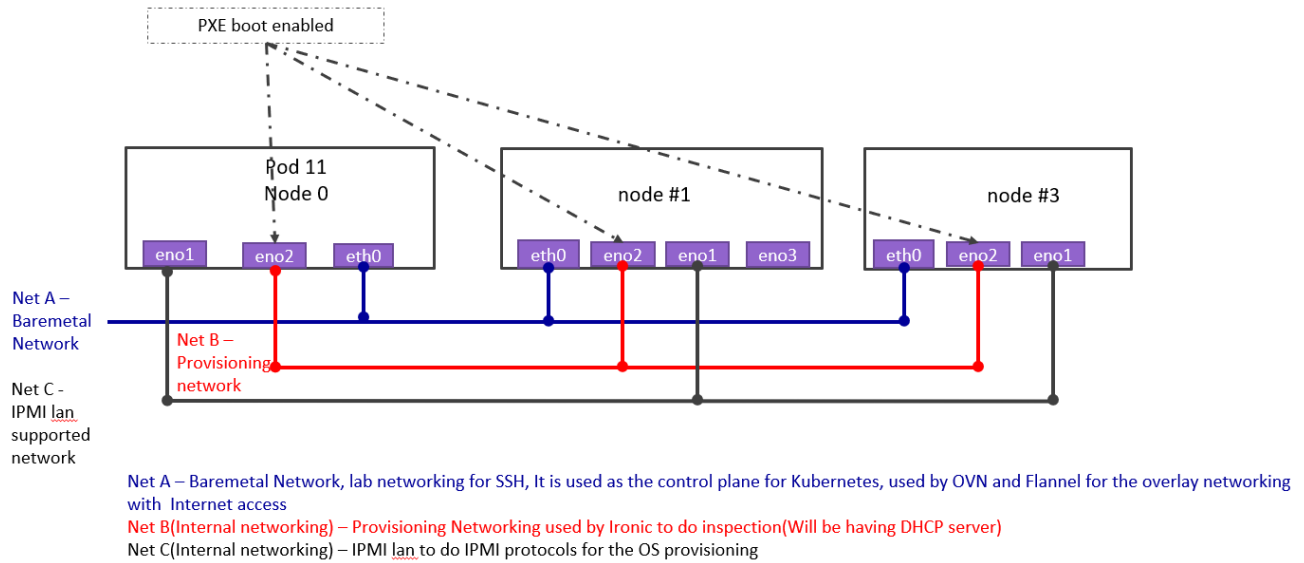 PXE boot enabled
Pod 11
Node 0
node #1
node #3
eno1
eno2
eth0
eth0
eno2
eno1
eno3
eth0
eno2
eno1
Net A –
Baremetal
Network
Net B –
Provisioning
network
Net C -
IPMI lan
supported
network
Net A – Baremetal Network, lab networking for SSH, It is used as the control plane for Kubernetes, used by OVN and Flannel for the overlay networking
with  Internet access
Net B(Internal networking) – Provisioning Networking used by Ironic to do inspection(Will be having DHCP server)
Net C(Internal networking) – IPMI lan to do IPMI protocols for the OS provisioning